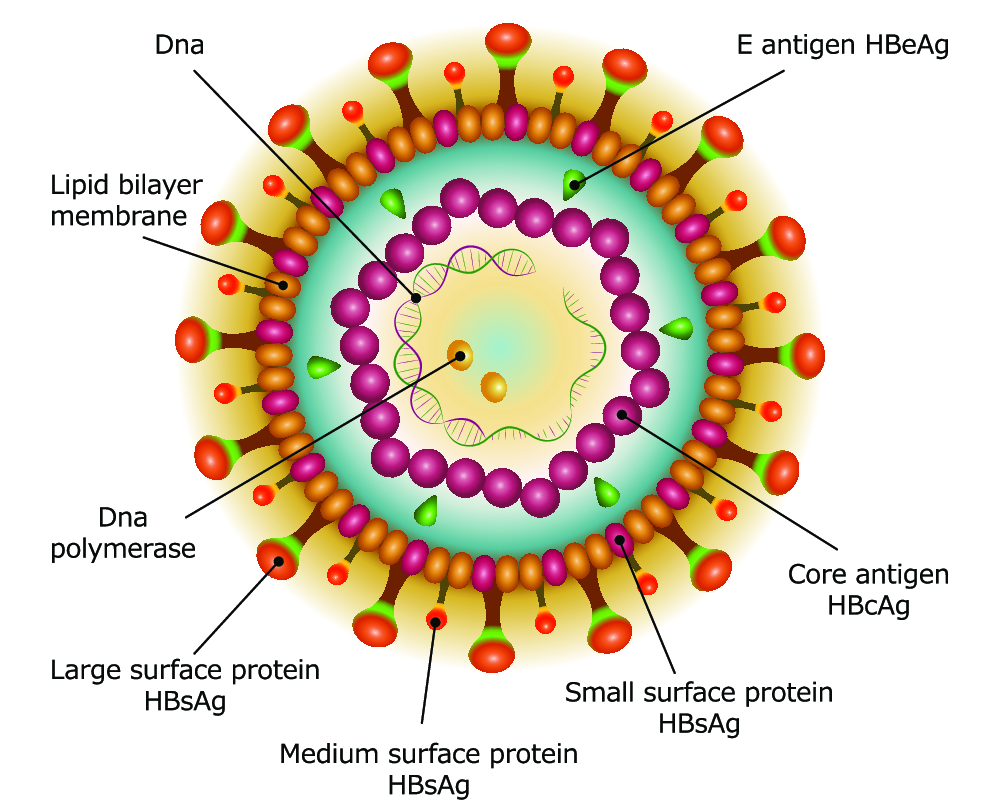 Dna
E antigen HBeAg
Lipid bilayer
membrane
Dna
polymerase
Core antigen
HBcAg
Large surface protein
HBsAg
Small surface protein
HBsAg
Medium surface protein
HBsAg